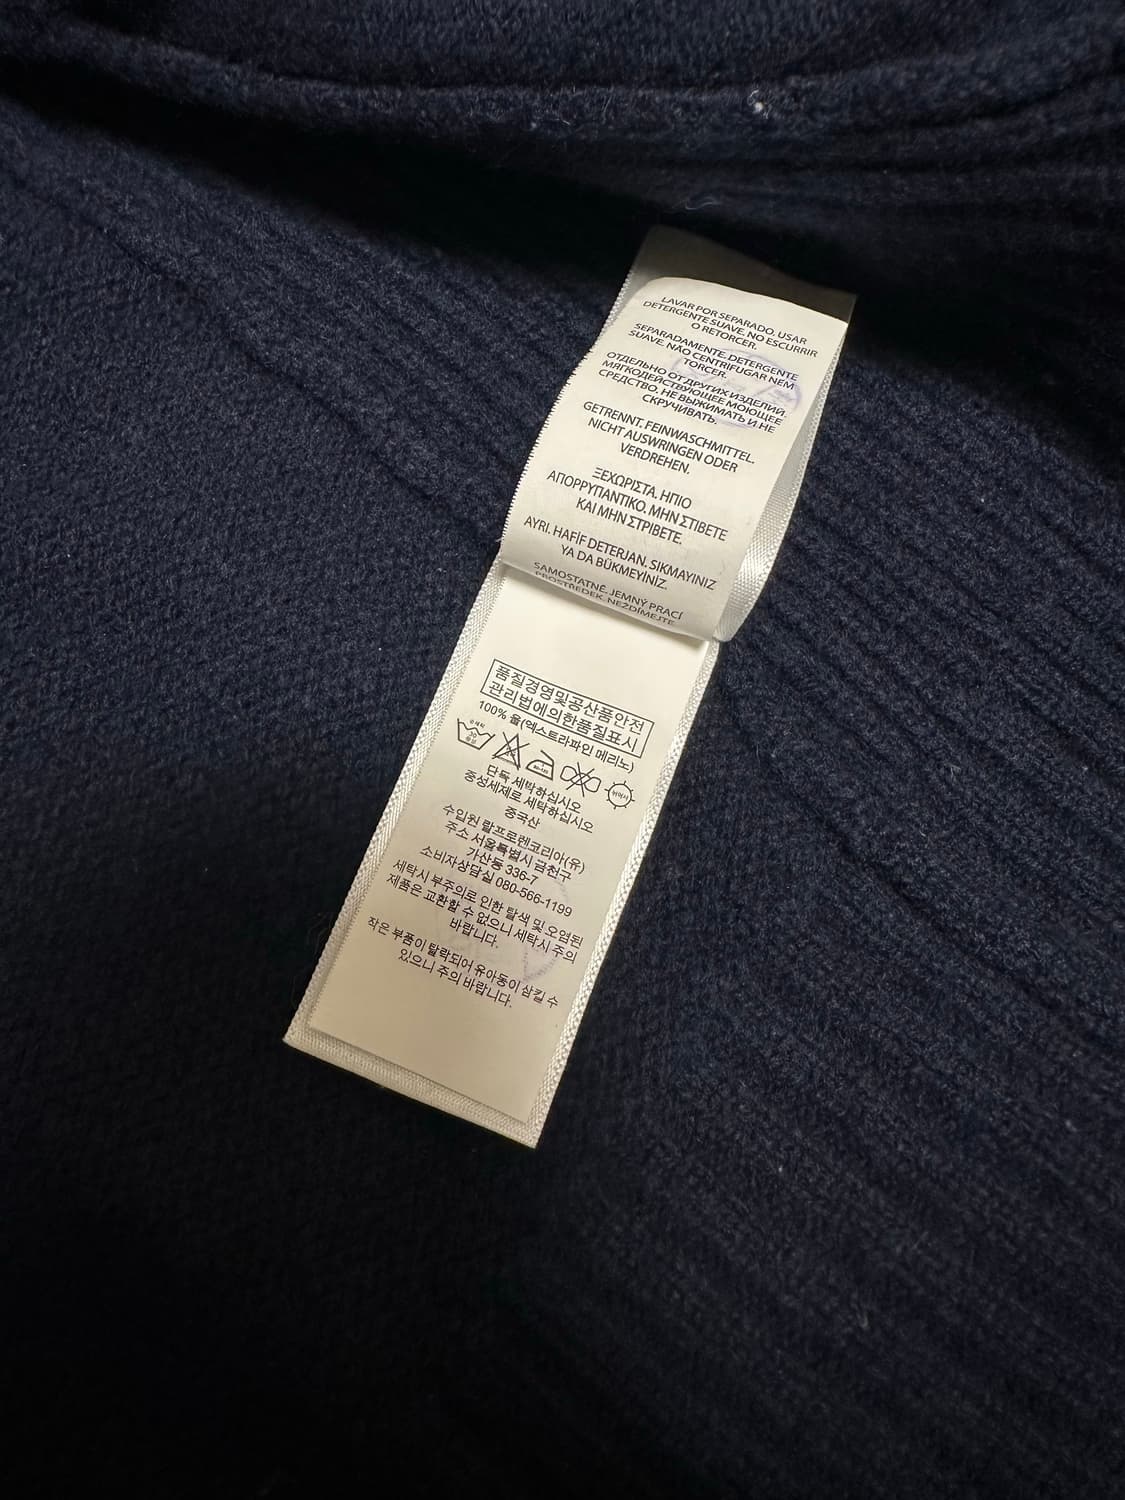 LAVAR POR SEPARADO. USAR
DETERGENTE SUAVE. NO ESCURRIR
O RETORCER.
SEPARADAMENTE. DETERGENTE
SUAVE. NÃO CENTRIFUGAR NEM
TORCER.
ОТДЕЛЬНО ОТ ДРУГИХ ИЗДЕЛИЙ.
МЯГКОДЕЙСТВУЮЩЕЕ МОЮЩЕЕ
СРЕДСТВО. НЕ ВЫЖИМАТЬ И НЕ
СКРУЧИВАТЬ.
GETRENNT. FEINWASCHMITTEL.
NICHT AUSWRINGEN ODER
VERDREHEN.
ΞΕΧΩΡΙΣΤΑ. ΗΠΙΟ
ΑΠΟΡΡΥΠΑΝΤΙΚΟ. ΜΗΝ ΣΤΙΒΕΤΕ
ΚΑΙ ΜΗΝ ΣΤΡΙΒΕΤΕ.
AYRI. HAFİF DETERJAN. SIKMAYINIZ
YA DA BÜKMEYİNİZ.
SAMOSTATNĚ. JEMNÝ PRACÍ
PROSTŘEDEK. NEŽDÍMEJTE
품질경영및공산품안전
관리법에의한품질표시
100% 울(엑스트라파인 메리노)
손세탁
30
중성
단독 세탁하십시오
중성세제로 세탁하십시오
중국산
수입원 랄프로렌코리아(유)
주소 서울특별시 금천구
가산동 336-7
소비자상담실 080-566-1199
세탁시 부주의로 인한 탈색 및 오염된
제품은 교환할 수 없으니 세탁시 주의
바랍니다.
작은 부품이 탈락되어 유아동이 삼킬 수
있으니 주의 바랍니다.